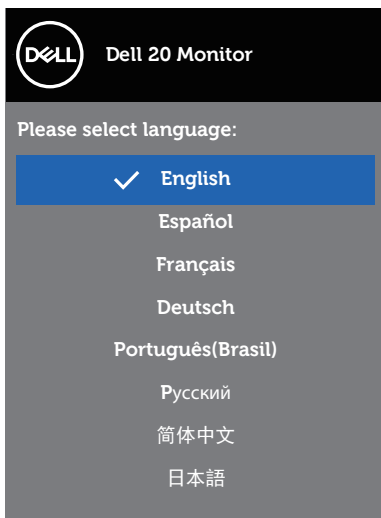 DELL Dell 20 Monitor
Please select language:
English
Español
Français
Deutsch
Português(Brasil)
Русский
简体中文
日本語